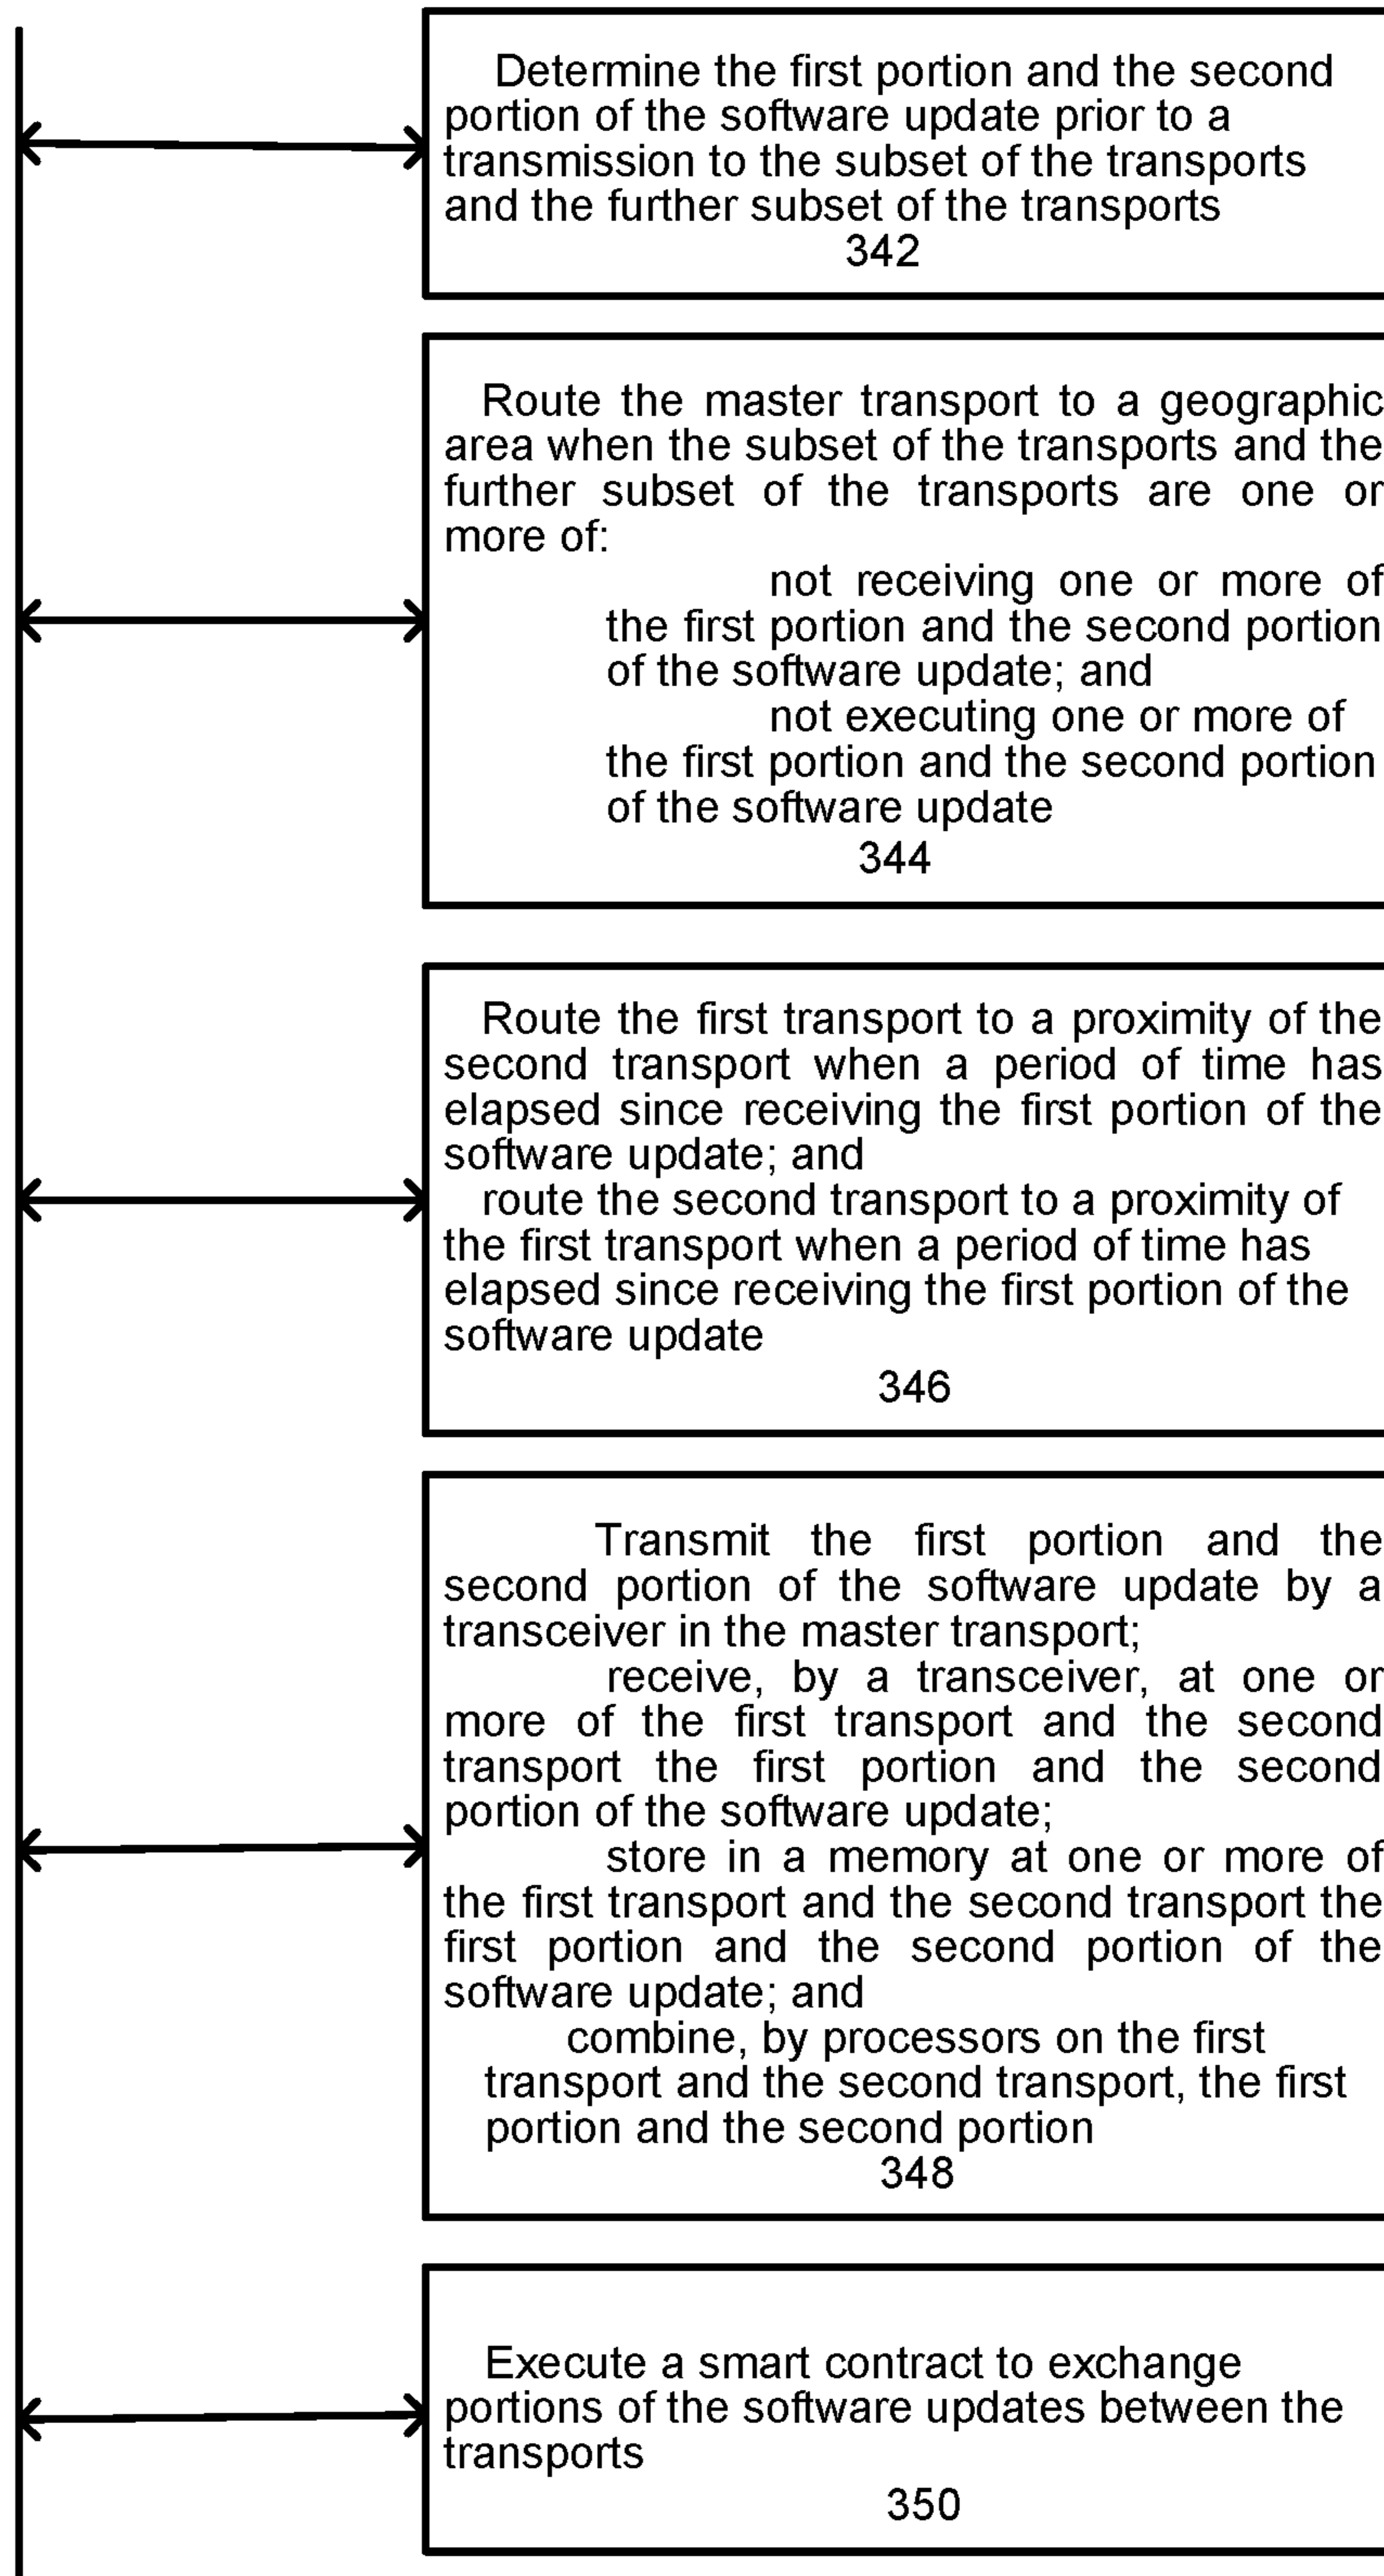 Determine the first portion and the second
portion of the software update prior to a
transmission to the subset of the transports
and the further subset of the transports
342
Route the master transport to a geographic
area when the subset of the transports and the
further subset of the transports are one or
more of:
not receiving one or more of
the first portion and the second portion
of the software update; and
not executing one or more of
the first portion and the second portion
of the software update
344
Route the first transport to a proximity of the
second transport when a period of time has
elapsed since receiving the first portion of the
software update; and
route the second transport to a proximity of
the first transport when a period of time has
elapsed since receiving the first portion of the
software update
346
Transmit the first portion and the
second portion of the software update by a
transceiver in the master transport;
receive, by a transceiver, at one or
more of the first transport and the second
transport the first portion and the second
portion of the software update;
store in a memory at one or more of
the first transport and the second transport the
first portion and the second portion of the
software update; and
combine, by processors on the first
transport and the second transport, the first
portion and the second portion
348
Execute a smart contract to exchange
portions of the software updates between the
transports
350